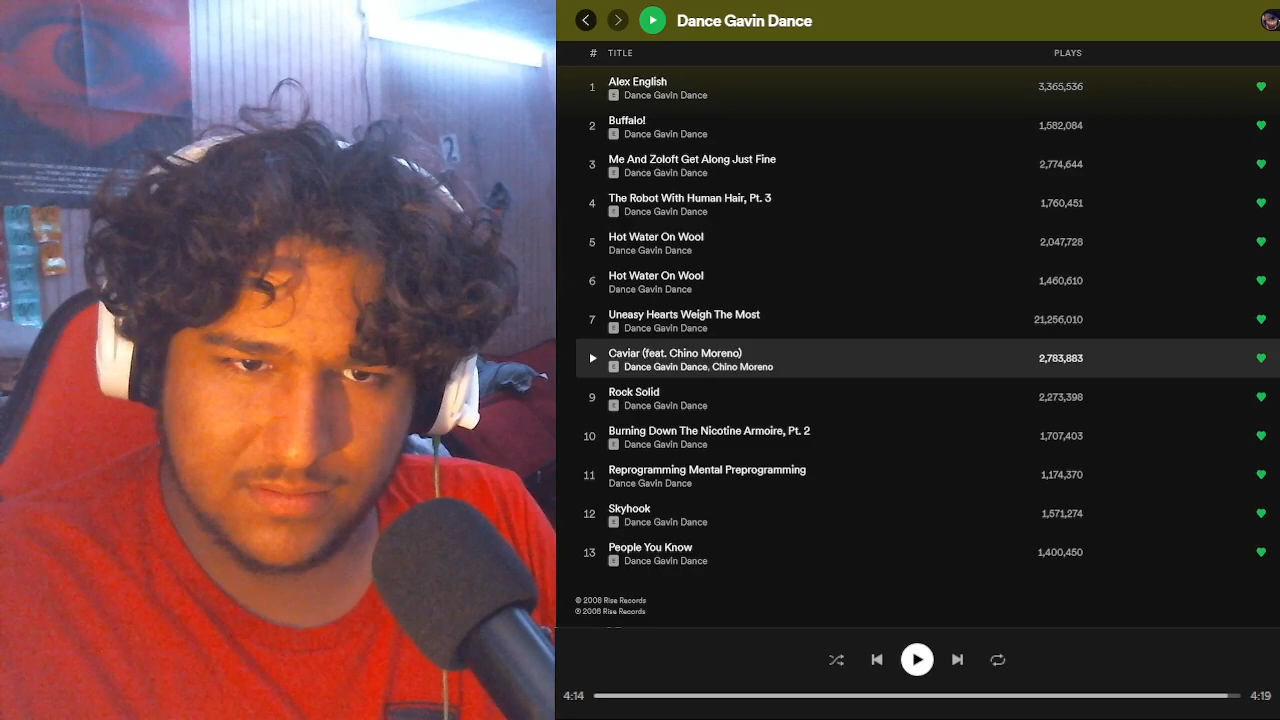 2
Dance Gavin Dance
# TITLE PLAYS
1 Alex English 3,365,536
E Dance Gavin Dance
2 Buffalo! 1,582,084
E Dance Gavin Dance
3 Me And Zoloft Get Along Just Fine 2,774,644
E Dance Gavin Dance
4 The Robot With Human Hair, Pt. 3 1,760,451
E Dance Gavin Dance
5 Hot Water On Wool 2,047,728
Dance Gavin Dance
6 Hot Water On Wool 1,460,610
Dance Gavin Dance
7 Uneasy Hearts Weigh The Most 21,256,010
E Dance Gavin Dance
Caviar (feat. Chino Moreno) 2,783,883
E Dance Gavin Dance, Chino Moreno
9 Rock Solid 2,273,398
E Dance Gavin Dance
10 Burning Down The Nicotine Armoire, Pt. 2 1,707,403
E Dance Gavin Dance
11 Reprogramming Mental Preprogramming 1,174,370
Dance Gavin Dance
12 Skyhook 1,571,274
E Dance Gavin Dance
13 People You Know 1,400,450
E Dance Gavin Dance
© 2008 Rise Records
℗ 2008 Rise Records
4:14 4:19